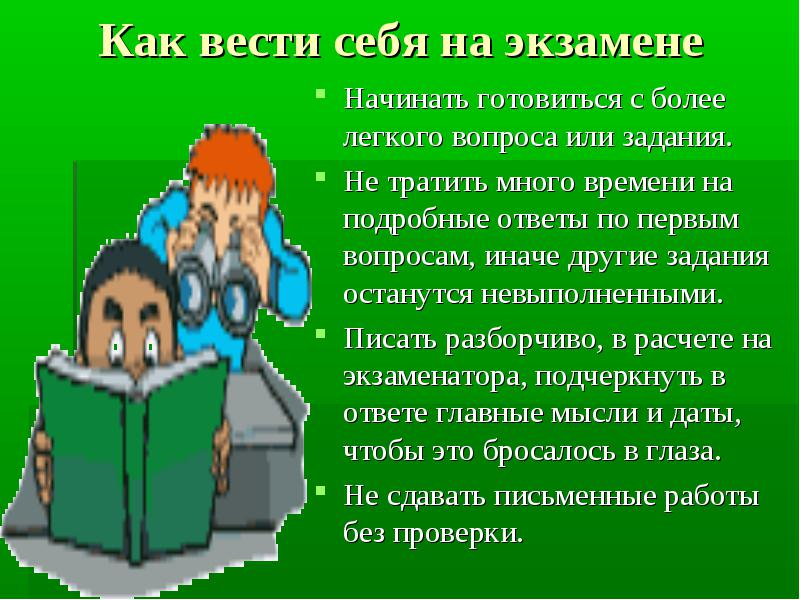 Как вести себя на экзамене
Начинать готовиться с более
легкого вопроса или задания.
Не тратить много времени на
подробные ответы по первым
вопросам, иначе другие задания
останутся невыполненными.
Писать разборчиво, в расчете на
экзаменатора, подчеркнуть в
ответе главные мысли и даты,
чтобы это бросалось в глаза.
Не сдавать письменные работы
без проверки.